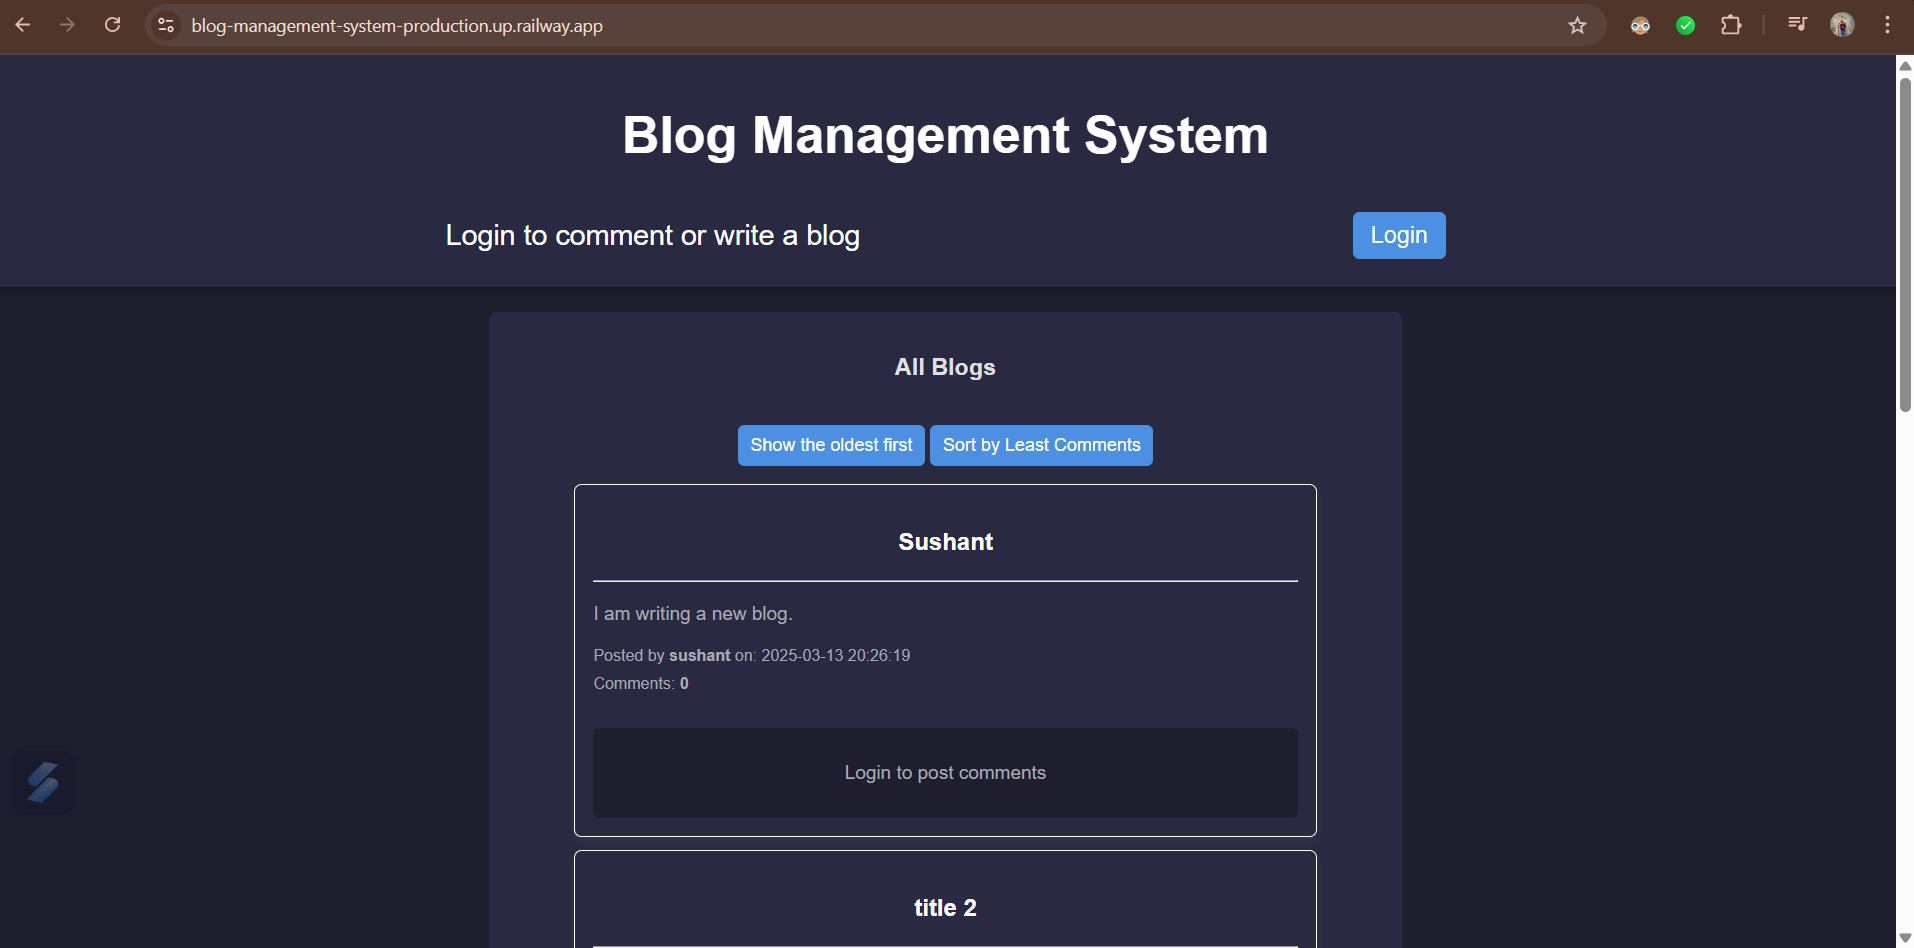 blog-management-system-production.up.railway.app
Blog Management System
Login to comment or write a blog
Login
All Blogs
Show the oldest first
Sort by Least Comments
Sushant
I am writing a new blog.
Posted by sushant on: 2025-03-13 20:26:19
Comments: 0
Login to post comments
title 2